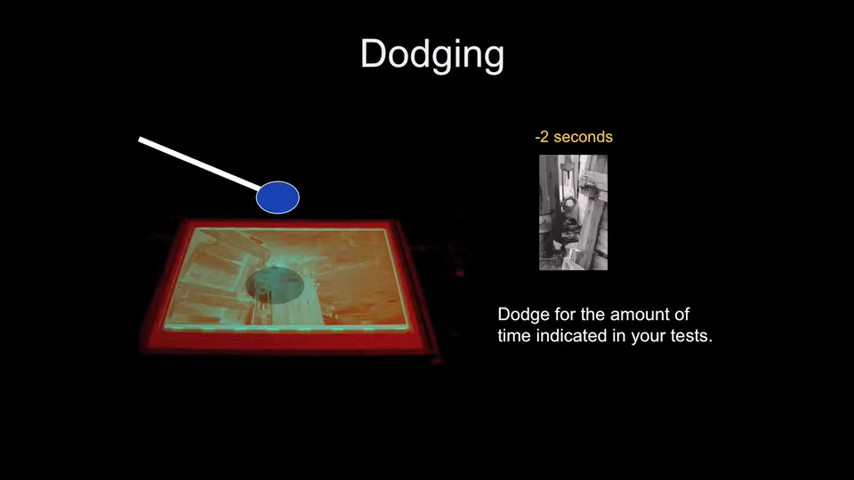 Dodging
-2 seconds
Dodge for the amount of
time indicated in your tests.